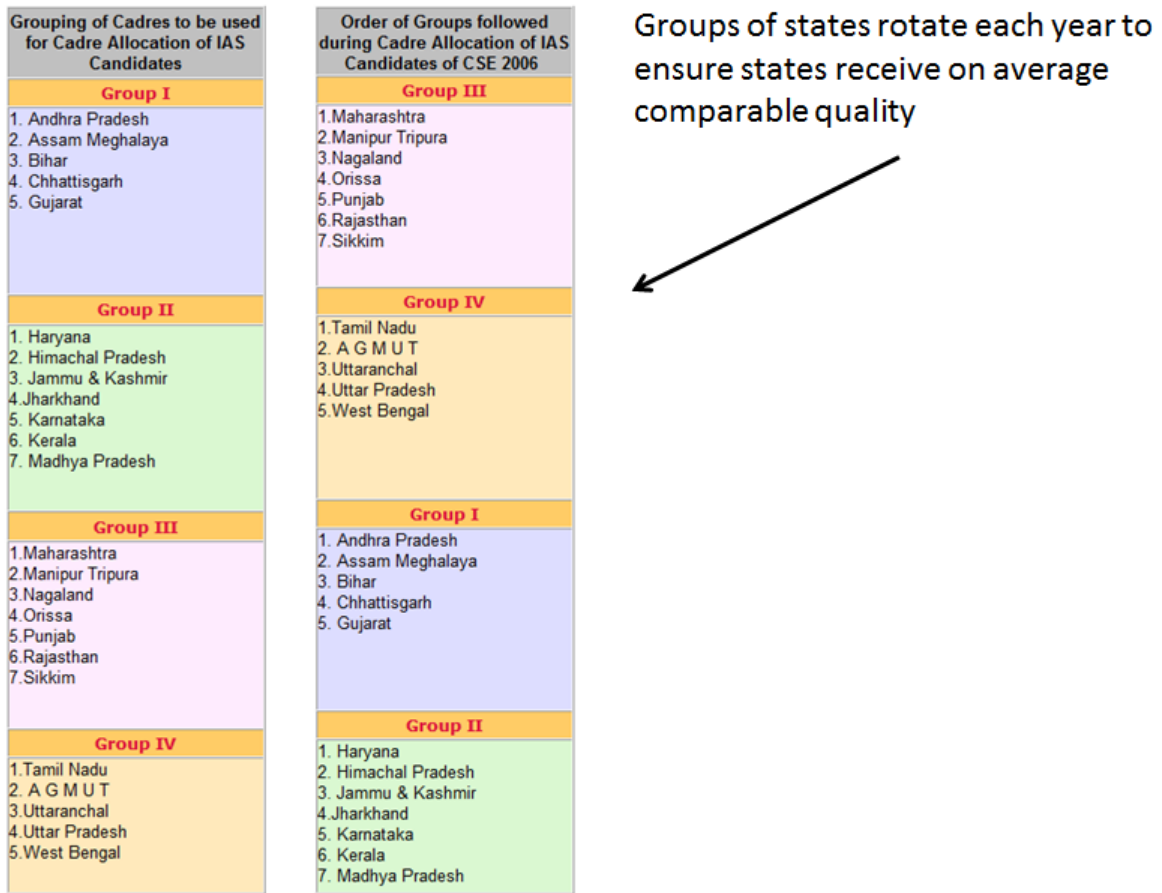 Grouping of Cadres to be used
for Cadre Allocation of IAS
Candidates
Group I
1. Andhra Pradesh
2. Assam Meghalaya
3. Bihar
4. Chhattisgarh
5. Gujarat
Group II
1. Haryana
2. Himachal Pradesh
3. Jammu & Kashmir
4.Jharkhand
5. Karnataka
6. Kerala
7. Madhya Pradesh
Group III
1.Maharashtra
2.Manipur Tripura
3.Nagaland
4.Orissa
5.Punjab
6.Rajasthan
7.Sikkim
Group IV
1.Tamil Nadu
2. A G M U T
3.Uttaranchal
4.Uttar Pradesh
5.West Bengal
Order of Groups followed
during Cadre Allocation of IAS
Candidates of CSE 2006
Group III
1.Maharashtra
2.Manipur Tripura
3.Nagaland
4.Orissa
5.Punjab
6.Rajasthan
7.Sikkim
Group IV
1.Tamil Nadu
2. A G M U T
3.Uttaranchal
4.Uttar Pradesh
5.West Bengal
Group I
1. Andhra Pradesh
2. Assam Meghalaya
3. Bihar
4. Chhattisgarh
5. Gujarat
Group II
1. Haryana
2. Himachal Pradesh
3. Jammu & Kashmir
4.Jharkhand
5. Karnataka
6. Kerala
7. Madhya Pradesh
Groups of states rotate each year to
ensure states receive on average
comparable quality